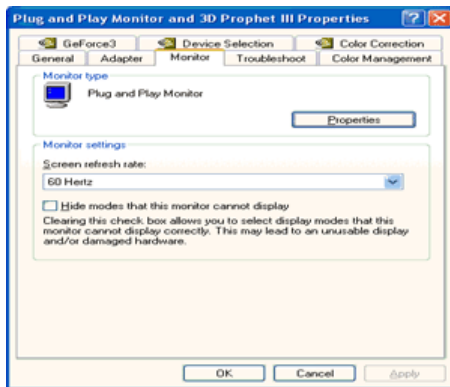 Plug and Play Monitor and 3D Prophet III Properties
GeForce3 Device Selection Color Correction
General Adapter Monitor Troubleshoot Color Management
Monitor type
Plug and Play Monitor
Properties
Monitor settings
Screen refresh rate:
60 Hertz
Hide modes that this monitor cannot display
Clearing this check box allows you to select display modes that this
monitor cannot display correctly. This may lead to an unusable display
and/or damaged hardware.
OK Cancel Apply